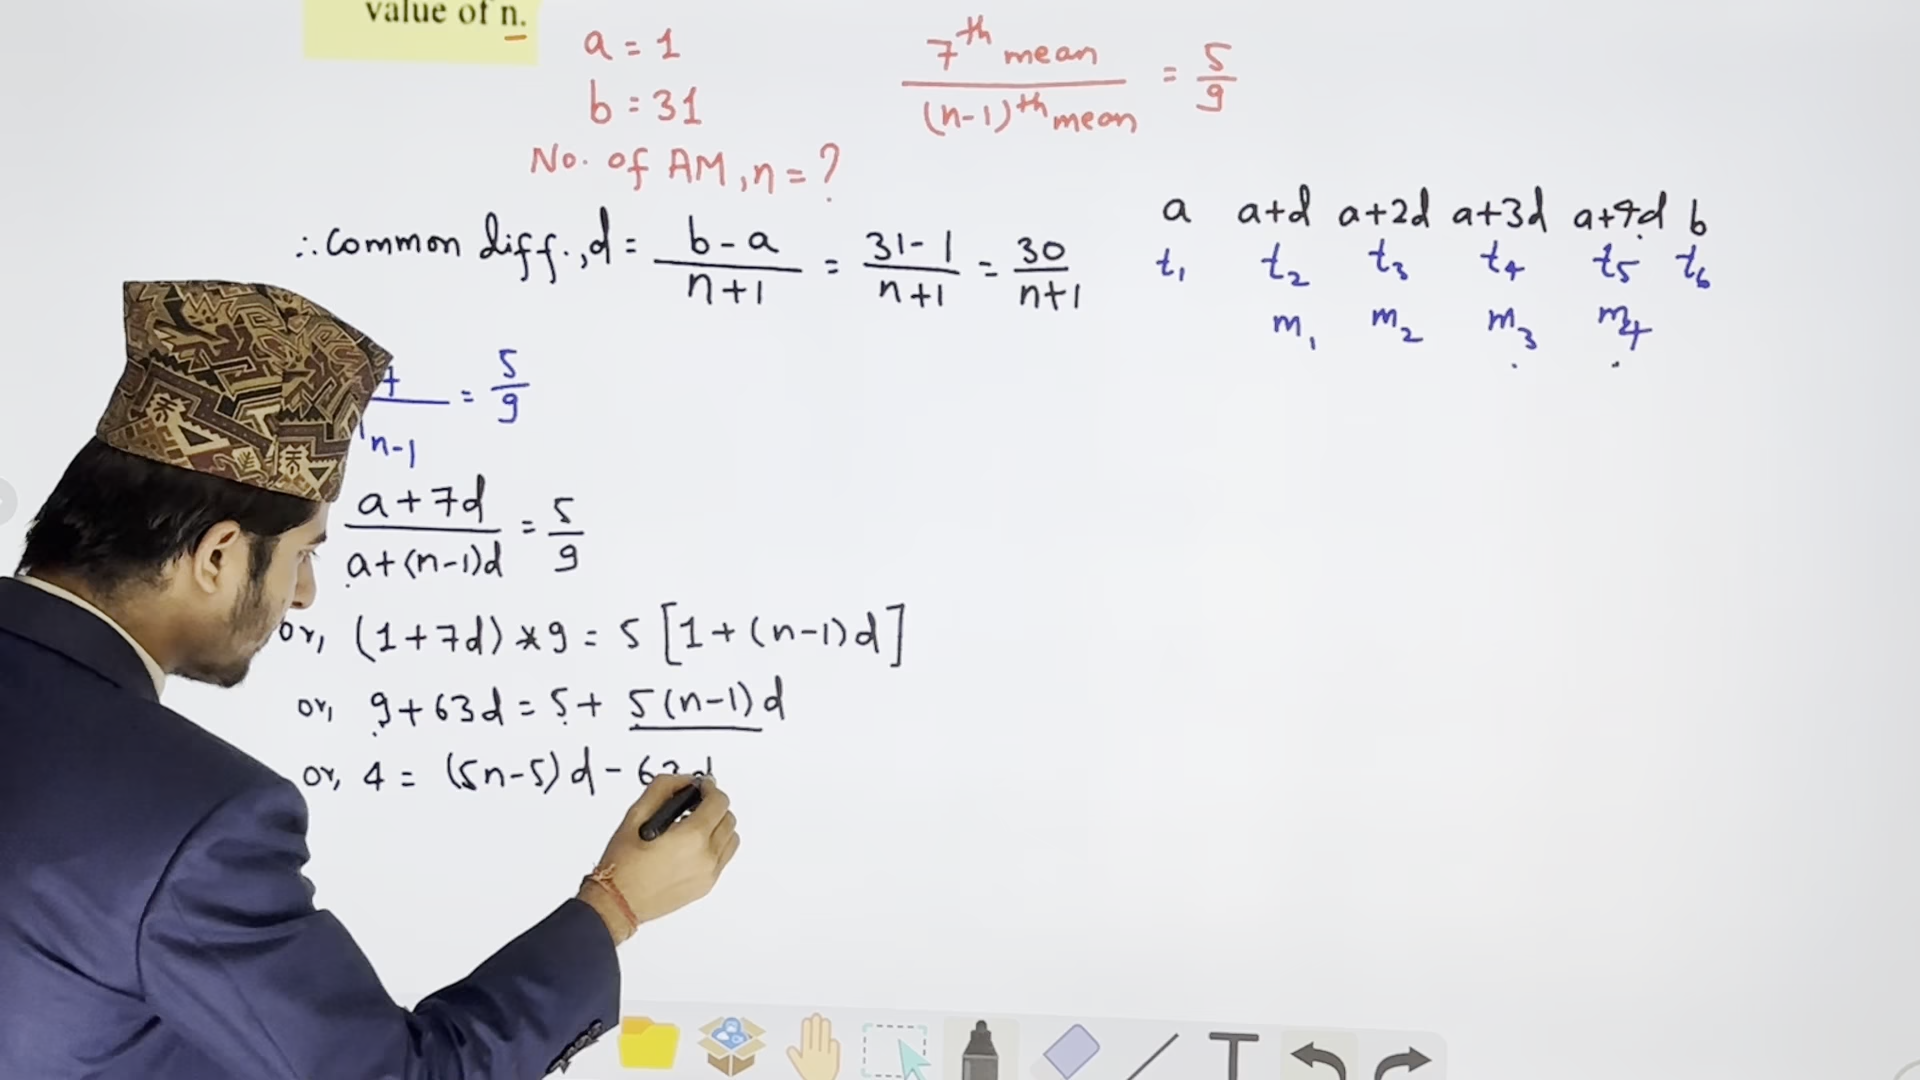 value of n.
a = 1
b = 31
No. of AM, n = ?
7th mean / (n-1)th mean = 5/9
∴ Common diff., d = b - a / n+1 = 31-1 / n+1 = 30 / n+1
a a+d a+2d a+3d a+4d b
t1 t2 t3 t4 t5 t6
m1 m2 m3 m4
= 5/9
n-1
a+7d / a+(n-1)d = 5/9
or, (1+7d) * 9 = 5 [1+(n-1)d]
or, 9+63d = 5+ 5(n-1)d
or, 4 = (5n-5)d - 63d